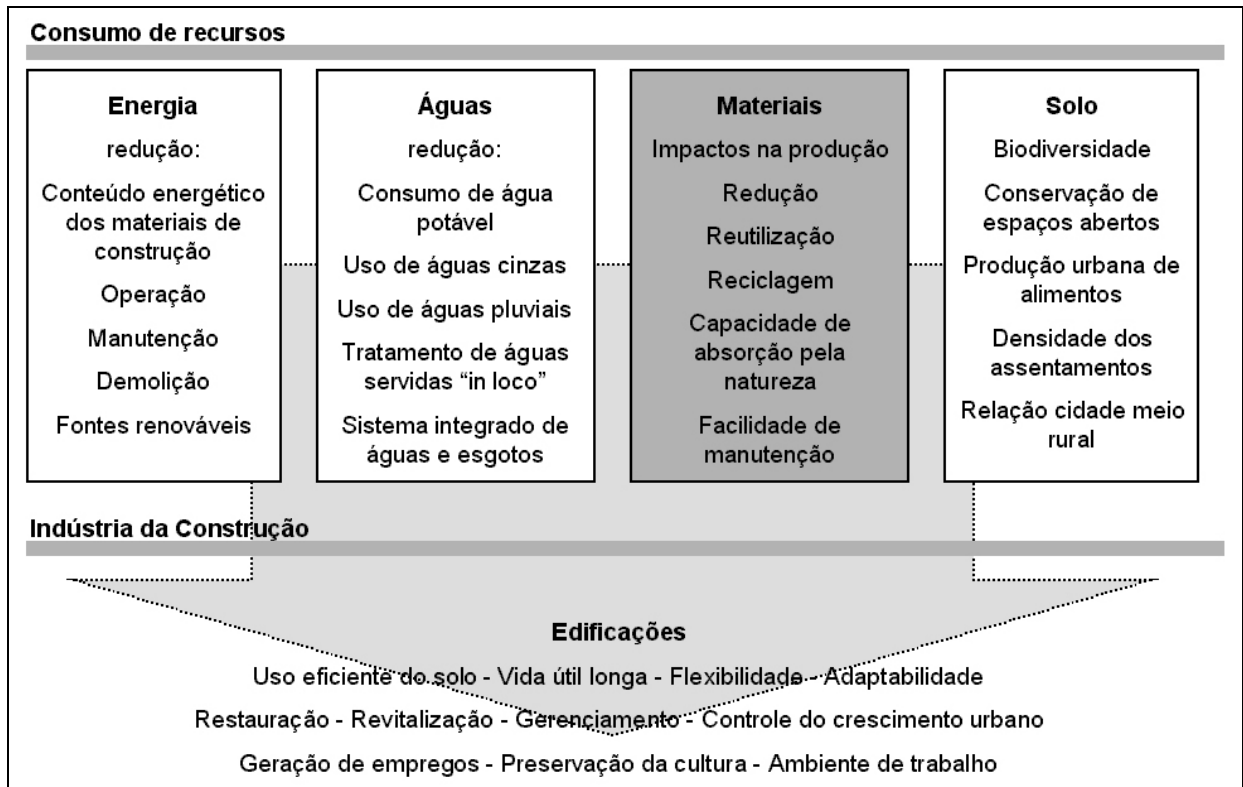 Consumo de recursos
Energia
redução:
Conteúdo energético
dos materiais de
construção
Operação
Manutenção
Demolição
Fontes renováveis
Águas
redução:
Consumo de água
potável
Uso de águas cinzas
Uso de águas pluviais
Tratamento de águas
servidas “in loco”
Sistema integrado de
águas e esgotos
Materiais
Impactos na produção
Redução
Reutilização
Reciclagem
Capacidade de
absorção pela
natureza
Facilidade de
manutenção
Solo
Biodiversidade
Conservação de
espaços abertos
Produção urbana de
alimentos
Densidade dos
assentamentos
Relação cidade meio
rural
Indústria da Construção
Edificações
Uso eficiente do solo - Vida útil longa - Flexibilidade - Adaptabilidade
Restauração - Revitalização - Gerenciamento - Controle do crescimento urbano
Geração de empregos - Preservação da cultura - Ambiente de trabalho